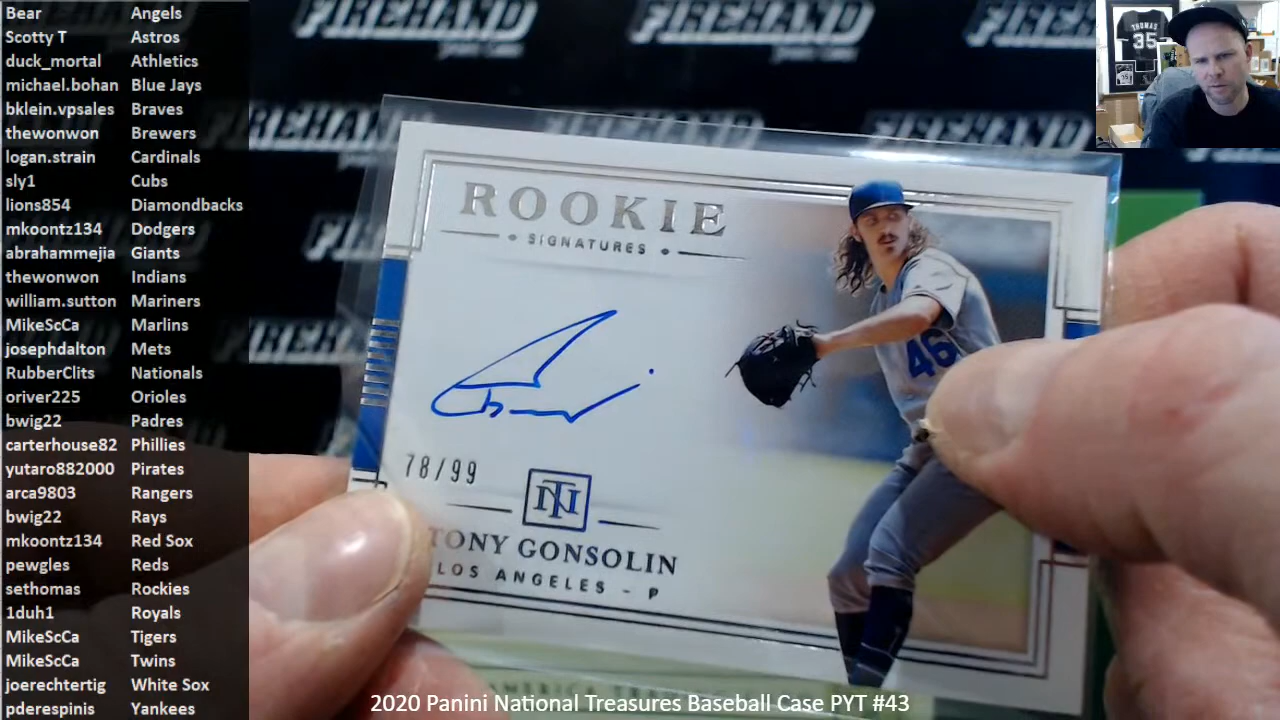 Bear Angels
Scotty T Astros
duck_mortal Athletics
michael.bohan Blue Jays
bklein.vpsales Braves
thewonwon Brewers
logan.strain Cardinals
sly1 Cubs
lions854 Diamondbacks
mkoontz134 Dodgers
abrahammejia Giants
thewonwon Indians
william.sutton Mariners
MikeScCa Marlins
josephdalton Mets
RubberClits Nationals
oriver225 Orioles
bwig22 Padres
carterhouse82 Phillies
yutaro882000 Pirates
arca9803 Rangers
bwig22 Rays
mkoontz134 Red Sox
pewgles Reds
sethomas Rockies
1duh1 Royals
MikeScCa Tigers
MikeScCa Twins
joerechtertig White Sox
pderespinis Yankees
FIREHAND FIREHAND FIREHAND
THOMAS
35
ROOKIE
SIGNATURES
46
78/99
NT
TONY GONSOLIN
LOS ANGELES - P
2020 Panini National Treasures Baseball Case PYT #43